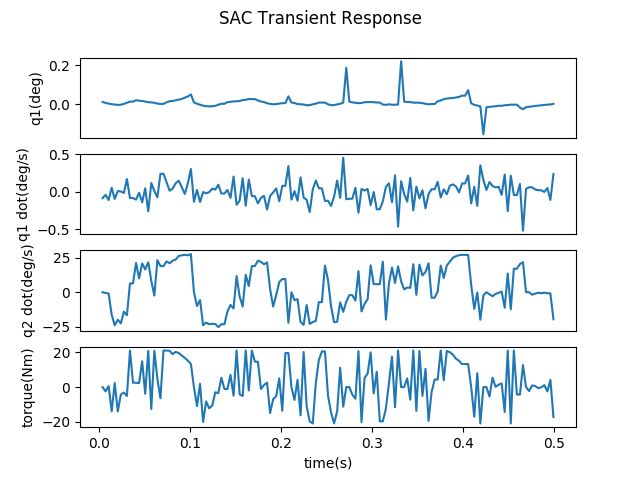 SAC Transient Response
0.2
0.0
q1(deg)
0.5
0.0
−0.5
q1 dot(deg/s)
25
0
−25
q2 dot(deg/s)
20
0
−20
torque(Nm)
0.0 0.1 0.2 0.3 0.4 0.5
time(s)